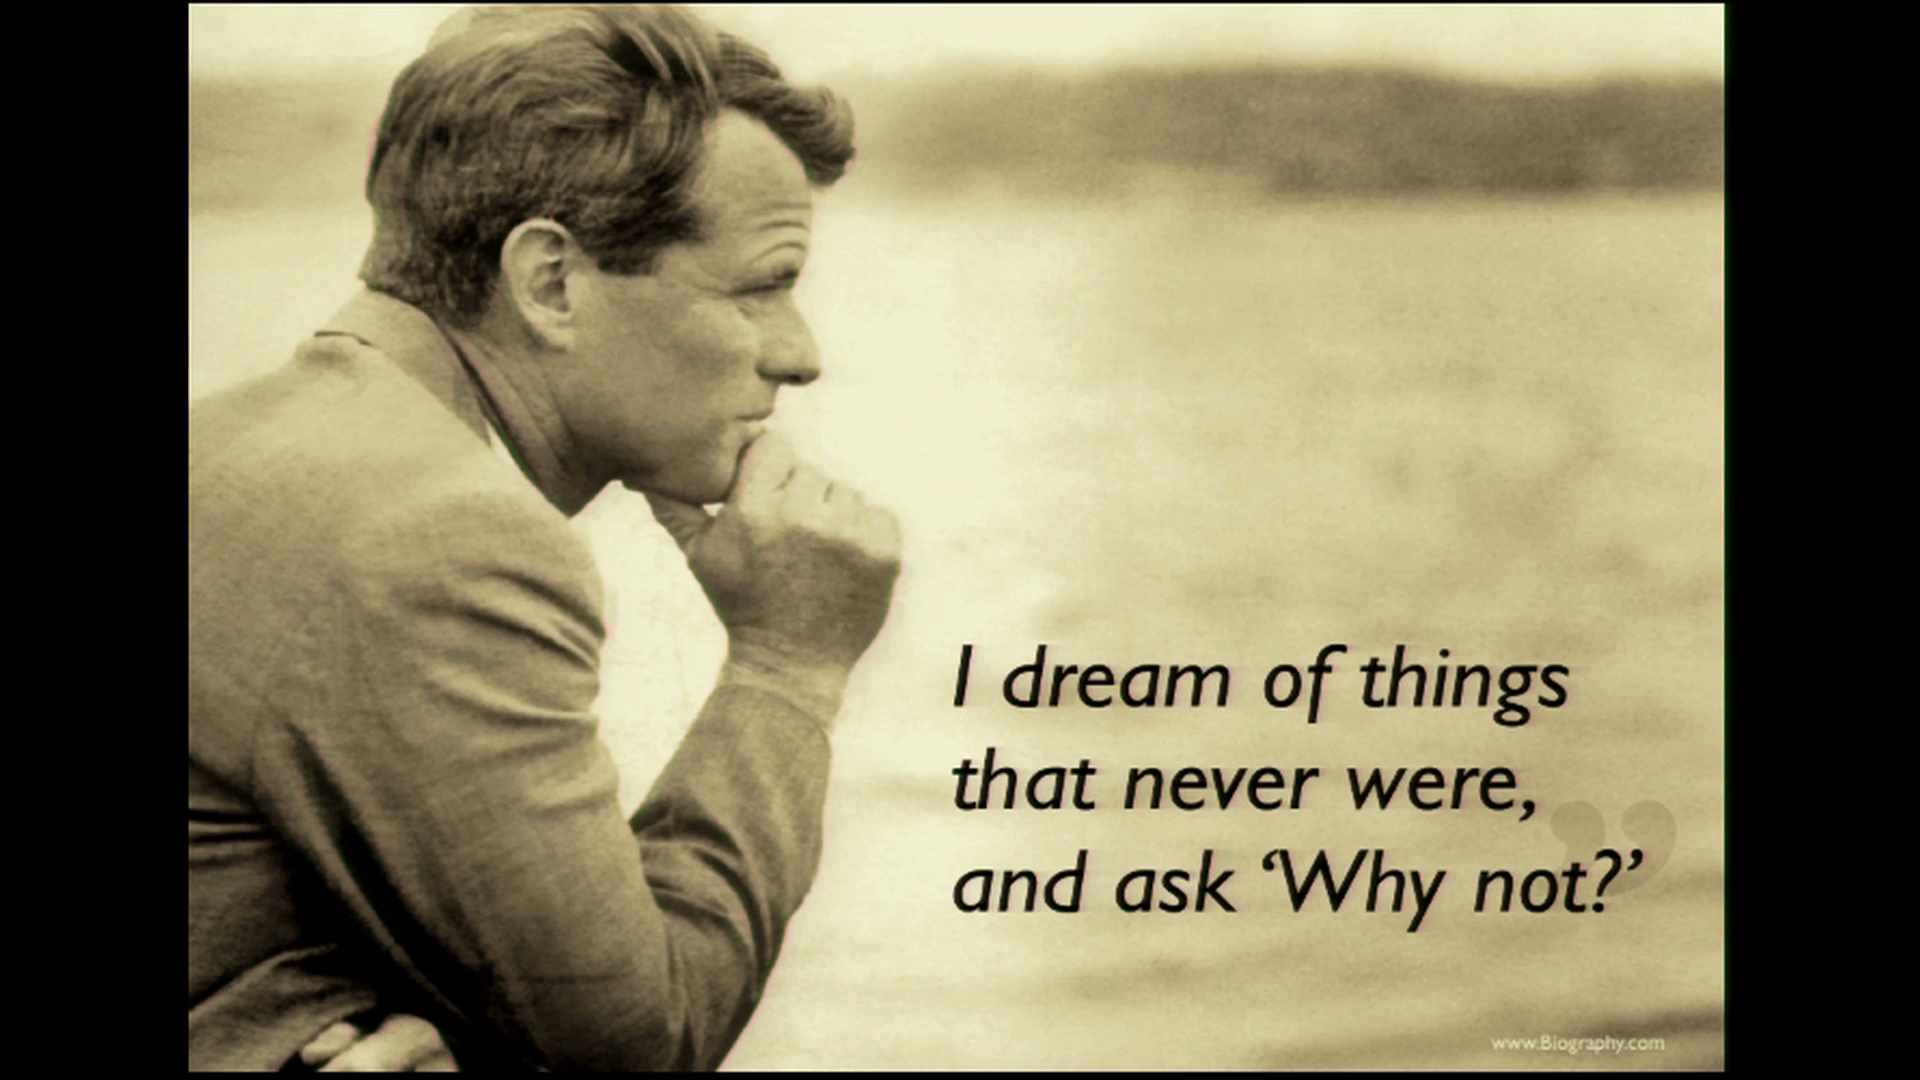 I dream of things
that never were,
and ask ‘Why not?’
”
www.Biography.com